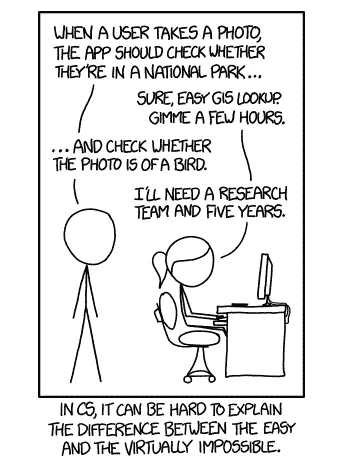 WHEN A USER TAKES A PHOTO,
THE APP SHOULD CHECK WHETHER
THEY'RE IN A NATIONAL PARK...
SURE, EASY GIS LOOKUP.
GIMME A FEW HOURS.
...AND CHECK WHETHER
THE PHOTO IS OF A BIRD.
I'LL NEED A RESEARCH
TEAM AND FIVE YEARS.
IN CS, IT CAN BE HARD TO EXPLAIN
THE DIFFERENCE BETWEEN THE EASY
AND THE VIRTUALLY IMPOSSIBLE.